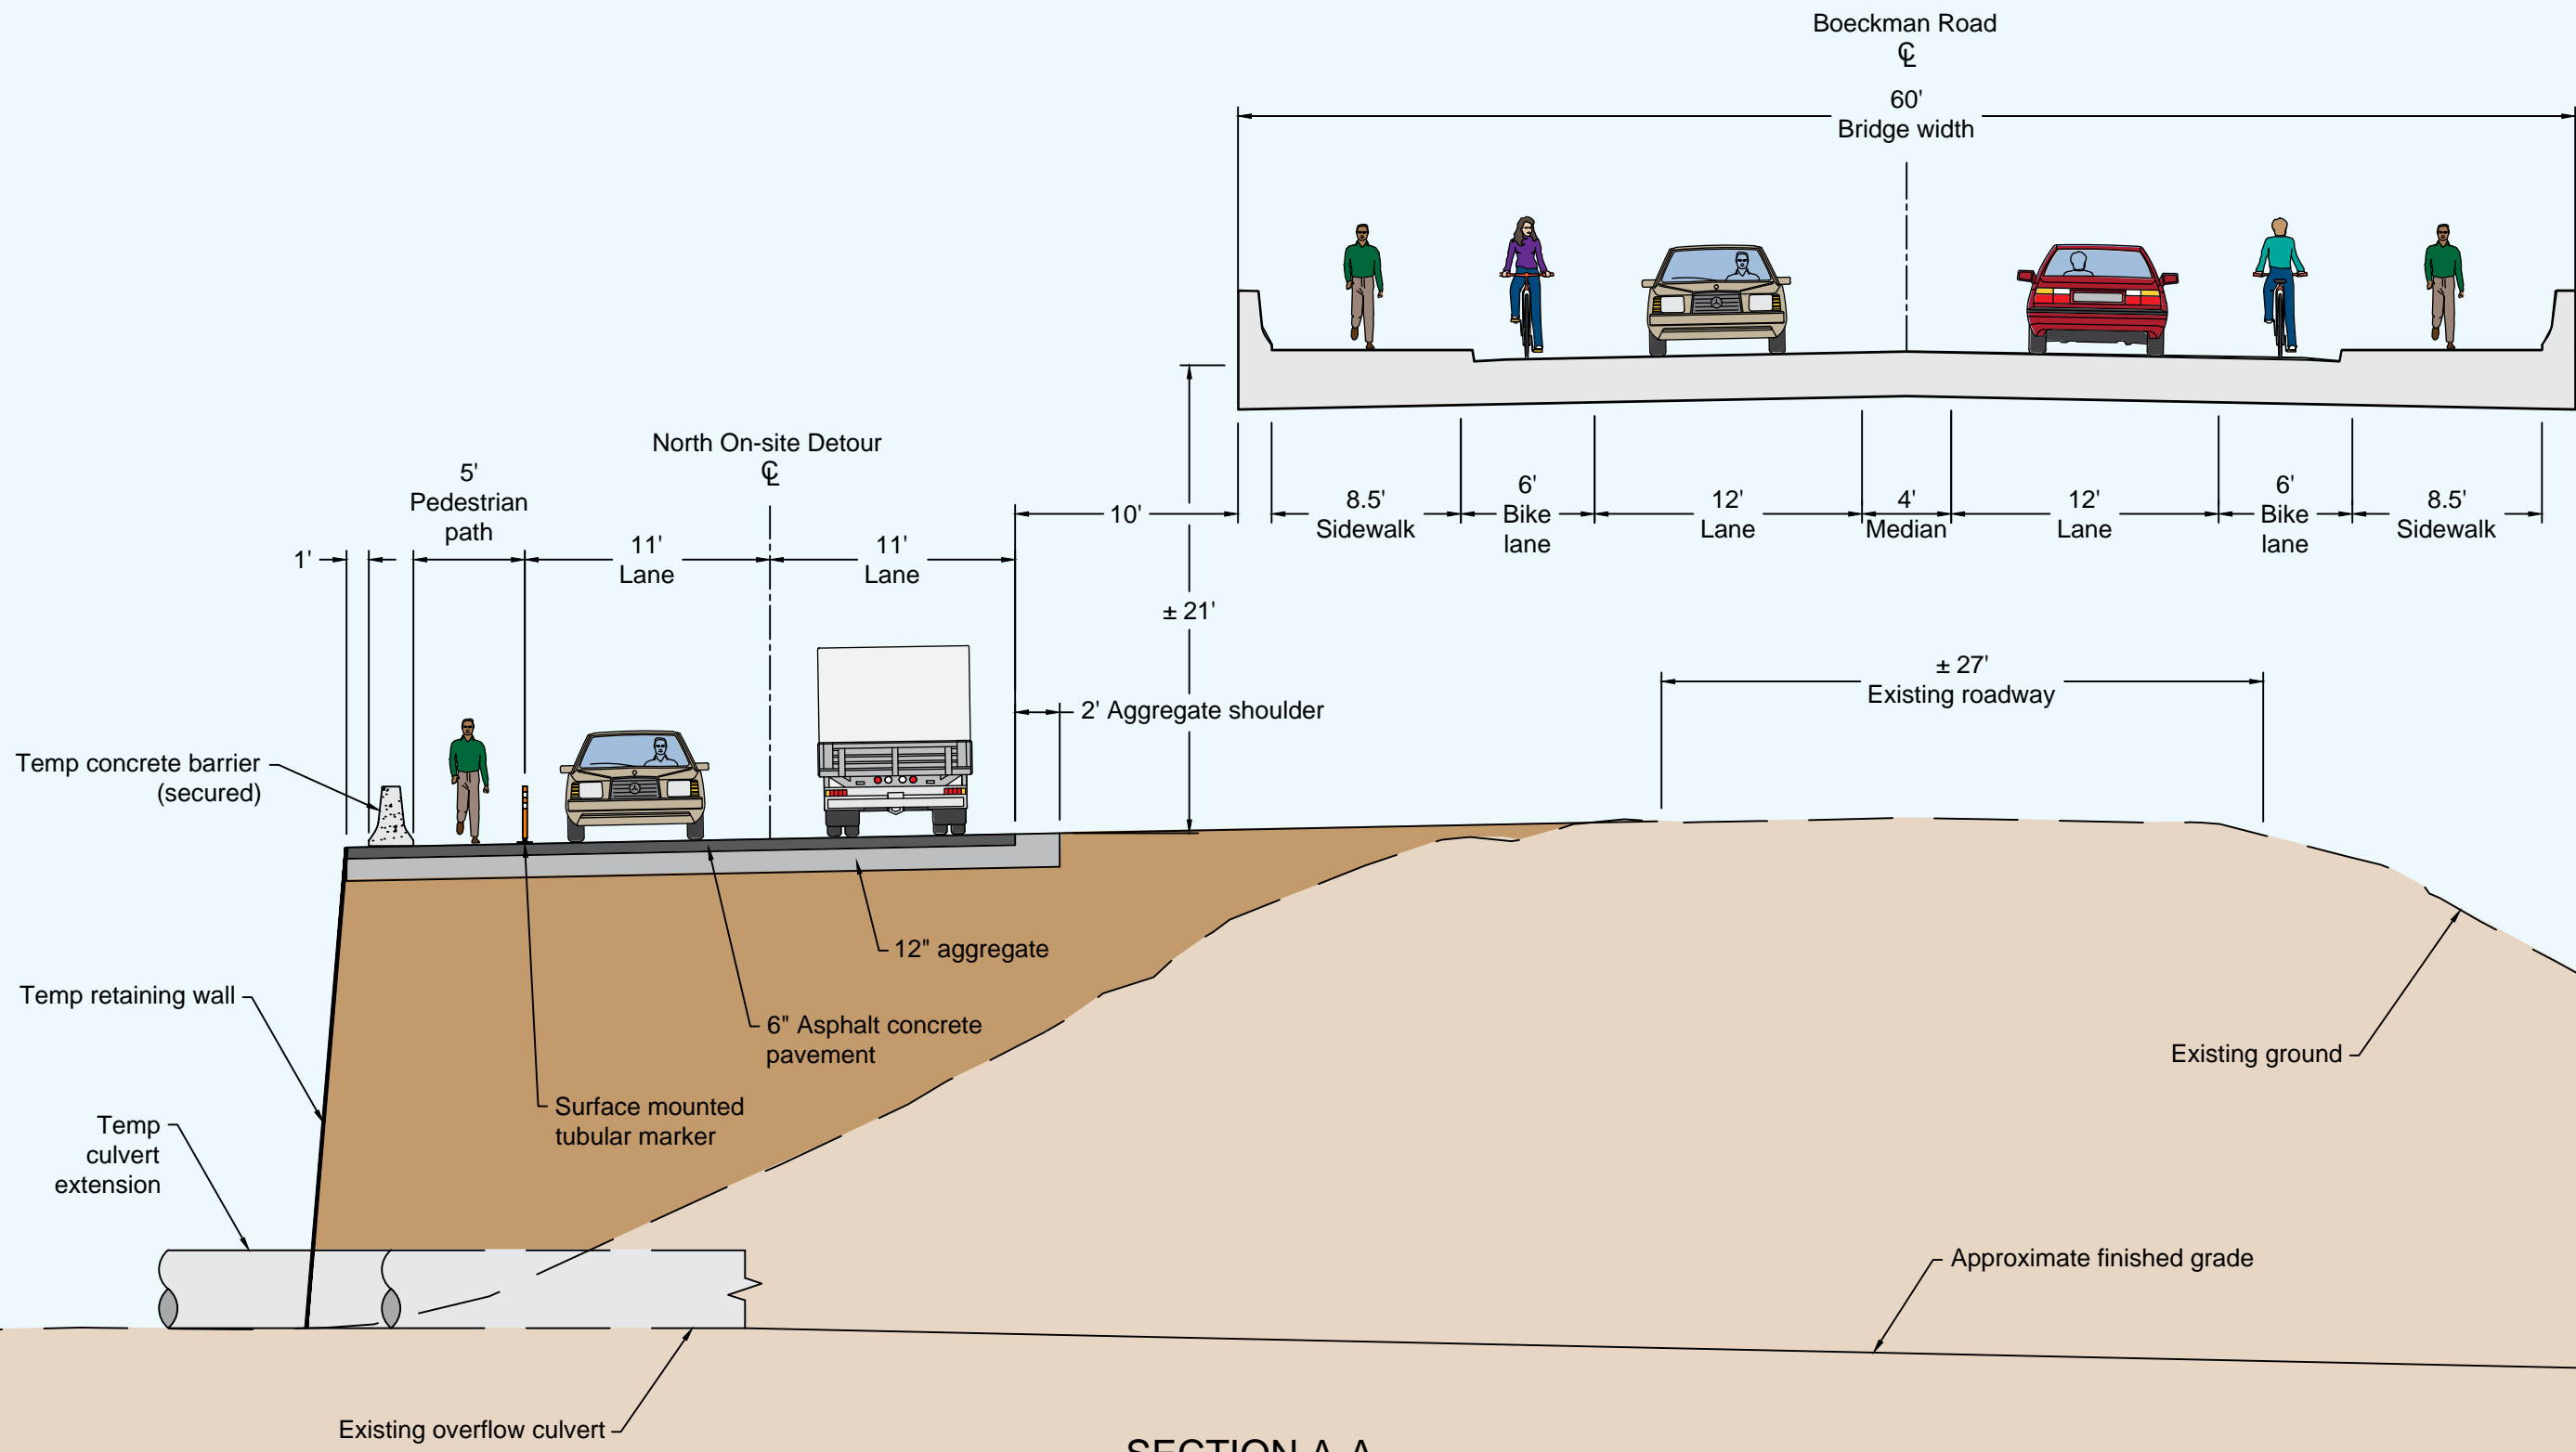 Boeckman Road
℄
60'
Bridge width
North On-site Detour
℄
5'
Pedestrian
path
1'
11'
Lane
11'
Lane
10'
8.5'
Sidewalk
6'
Bike
lane
12'
Lane
4'
Median
12'
Lane
6'
Bike
lane
8.5'
Sidewalk
± 21'
± 27'
Existing roadway
2' Aggregate shoulder
Temp concrete barrier
(secured)
12" aggregate
Temp retaining wall
6" Asphalt concrete
pavement
Existing ground
Surface mounted
tubular marker
Temp
culvert
extension
Approximate finished grade
Existing overflow culvert
SECTION A-A